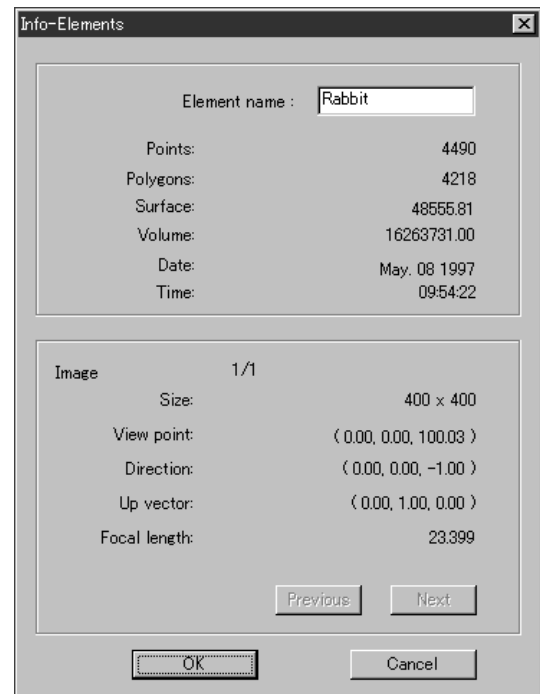 Info-Elements
Element name : Rabbit
Points: 4490
Polygons: 4218
Surface: 48555.81
Volume: 16263731.00
Date: May. 08 1997
Time: 09:54:22
Image 1/1
Size: 400 × 400
View point: ( 0.00, 0.00, 100.03 )
Direction: ( 0.00, 0.00, -1.00 )
Up vector: ( 0.00, 1.00, 0.00 )
Focal length: 23.399
Previous Next
OK Cancel